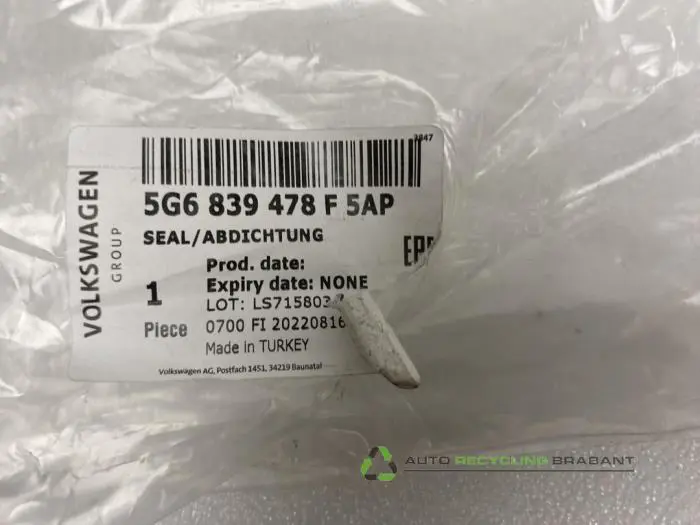 3847
5G6 839 478 F 5AP
SEAL/ABDICHTUNG
VOLKSWAGEN
GROUP
Prod. date:
Expiry date: NONE
1
LOT: LS715803
Piece
0700 FI 20220816
Made in TURKEY
Volkswagen AG, Postfach 1451, 34219 Baunatal
AUTO RECYCLING BRABANT